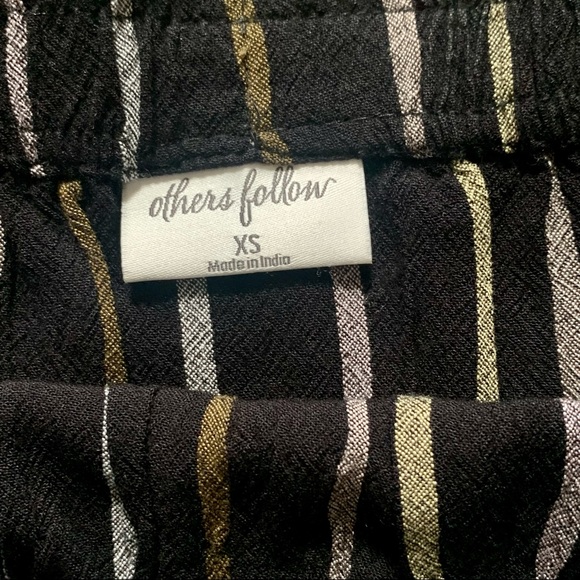 others follow
XS
Made in India